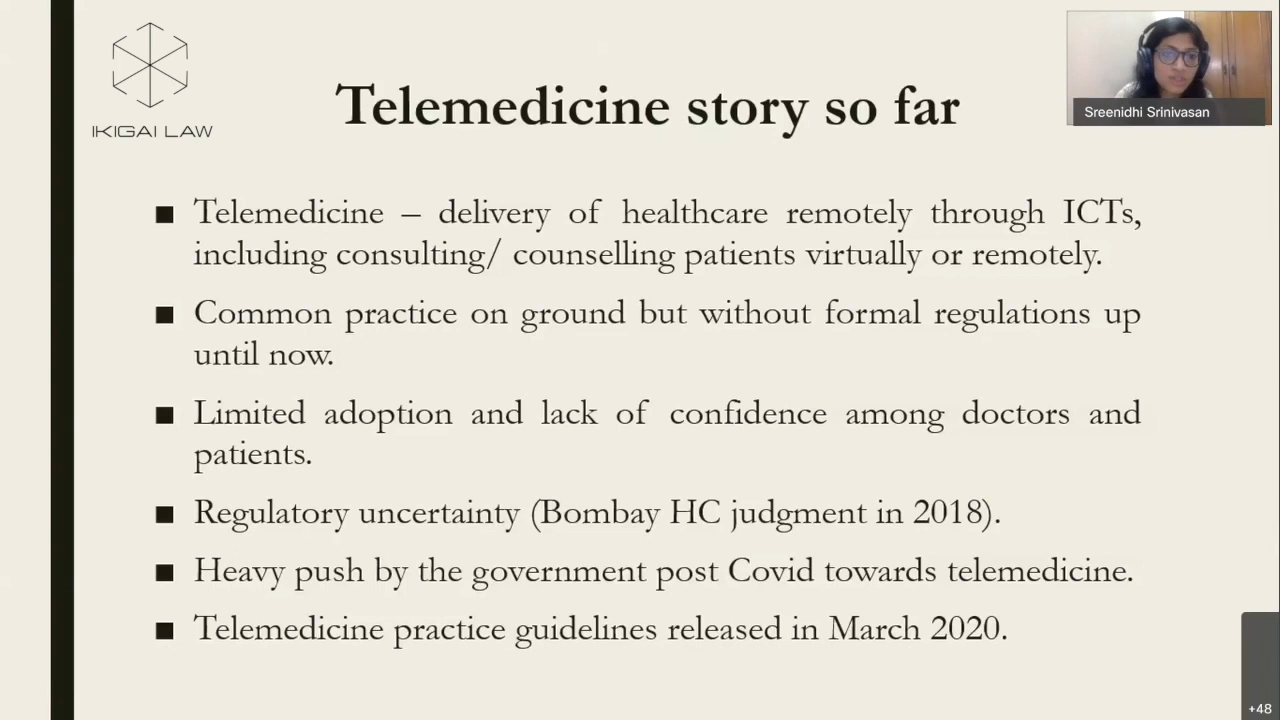 IKIGAI LAW
Telemedicine story so far
Sreenidhi Srinivasan
■ Telemedicine – delivery of healthcare remotely through ICTs,
including consulting/ counselling patients virtually or remotely.
■ Common practice on ground but without formal regulations up
until now.
■ Limited adoption and lack of confidence among doctors and
patients.
■ Regulatory uncertainty (Bombay HC judgment in 2018).
■ Heavy push by the government post Covid towards telemedicine.
■ Telemedicine practice guidelines released in March 2020.
+48